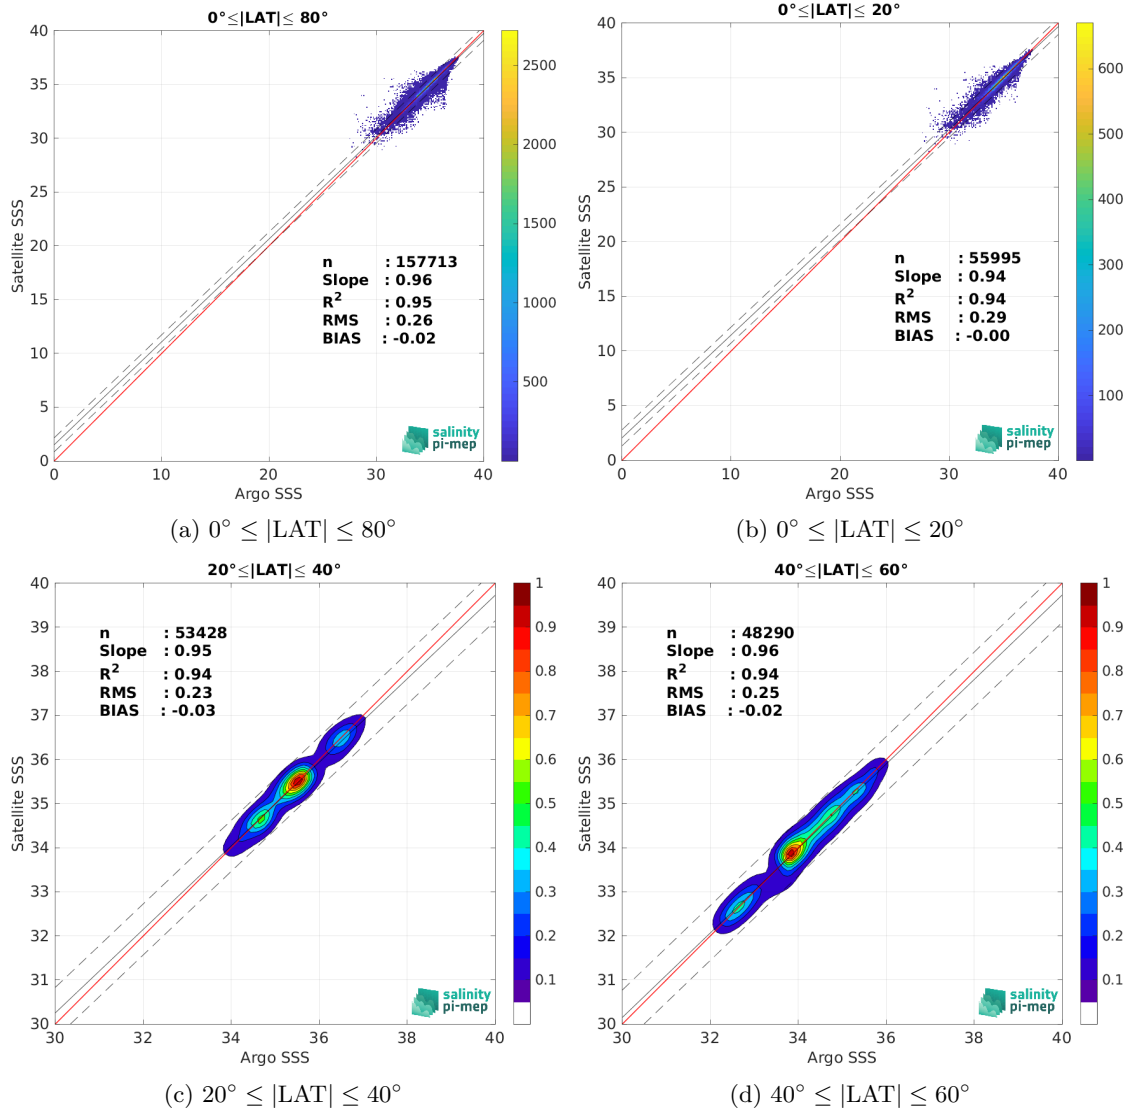 0°≤|LAT|≤ 80°
40
35
30
25
20
15
10
5
0
Satellite SSS
n : 157713
Slope : 0.96
R² : 0.95
RMS : 0.26
BIAS : -0.02
salinity
pi-mep
0 10 20 30 40
Argo SSS
2500
2000
1500
1000
500
(a) 0° ≤ |LAT| ≤ 80°
0°≤|LAT|≤ 20°
40
35
30
25
20
15
10
5
0
Satellite SSS
n : 55995
Slope : 0.94
R² : 0.94
RMS : 0.29
BIAS : -0.00
salinity
pi-mep
0 10 20 30 40
Argo SSS
600
500
400
300
200
100
(b) 0° ≤ |LAT| ≤ 20°
20°≤|LAT|≤ 40°
40
39
38
37
36
35
34
33
32
31
30
Satellite SSS
n : 53428
Slope : 0.95
R² : 0.94
RMS : 0.23
BIAS : -0.03
salinity
pi-mep
30 32 34 36 38 40
Argo SSS
1
0.9
0.8
0.7
0.6
0.5
0.4
0.3
0.2
0.1
(c) 20° ≤ |LAT| ≤ 40°
40°≤|LAT|≤ 60°
40
39
38
37
36
35
34
33
32
31
30
Satellite SSS
n : 48290
Slope : 0.96
R² : 0.94
RMS : 0.25
BIAS : -0.02
salinity
pi-mep
30 32 34 36 38 40
Argo SSS
1
0.9
0.8
0.7
0.6
0.5
0.4
0.3
0.2
0.1
(d) 40° ≤ |LAT| ≤ 60°